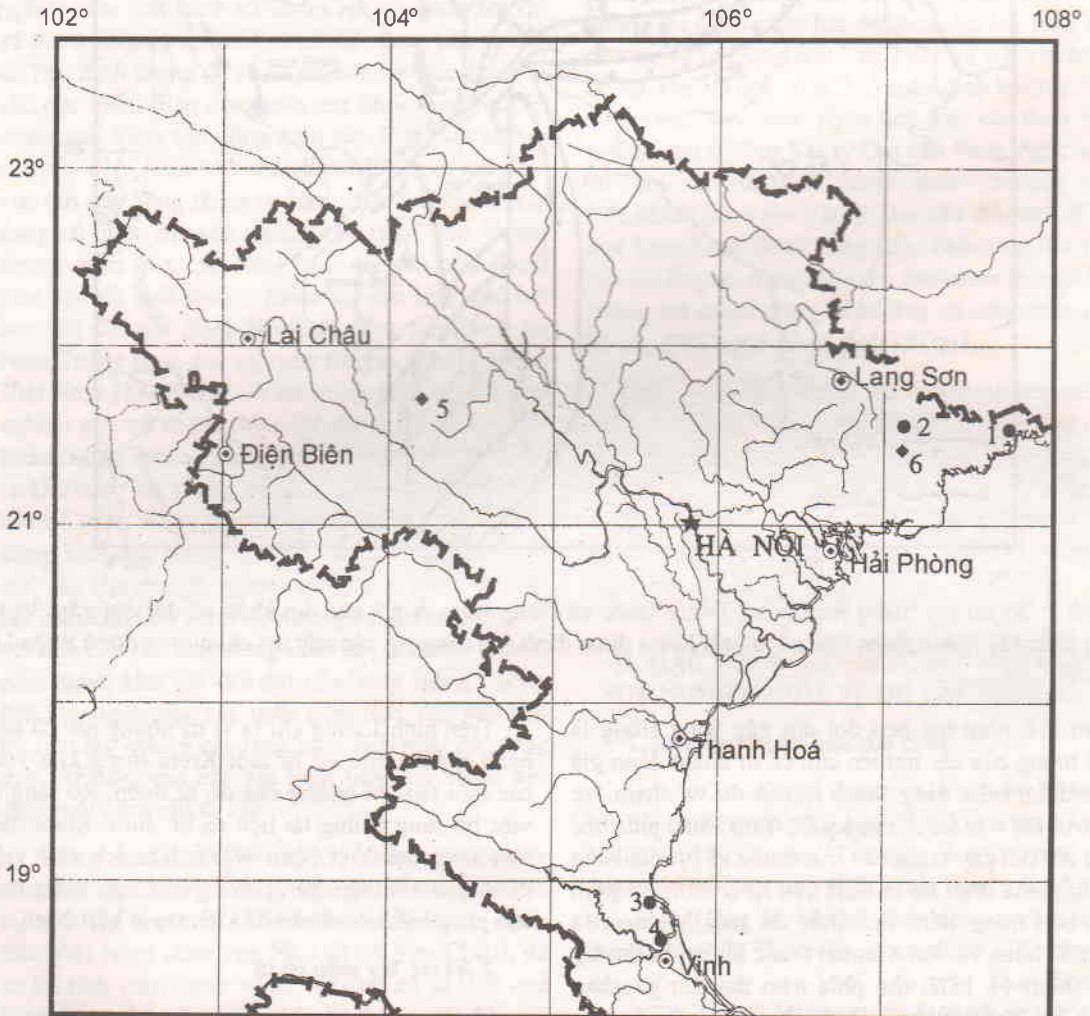 102° 104° 106° 108°
23°
Lai Châu
Lạng Sơn
5
2 1
Điện Biên
6
21°
HÀ NỘI
Hải Phòng
Thanh Hoá
19°
3
4
Vinh